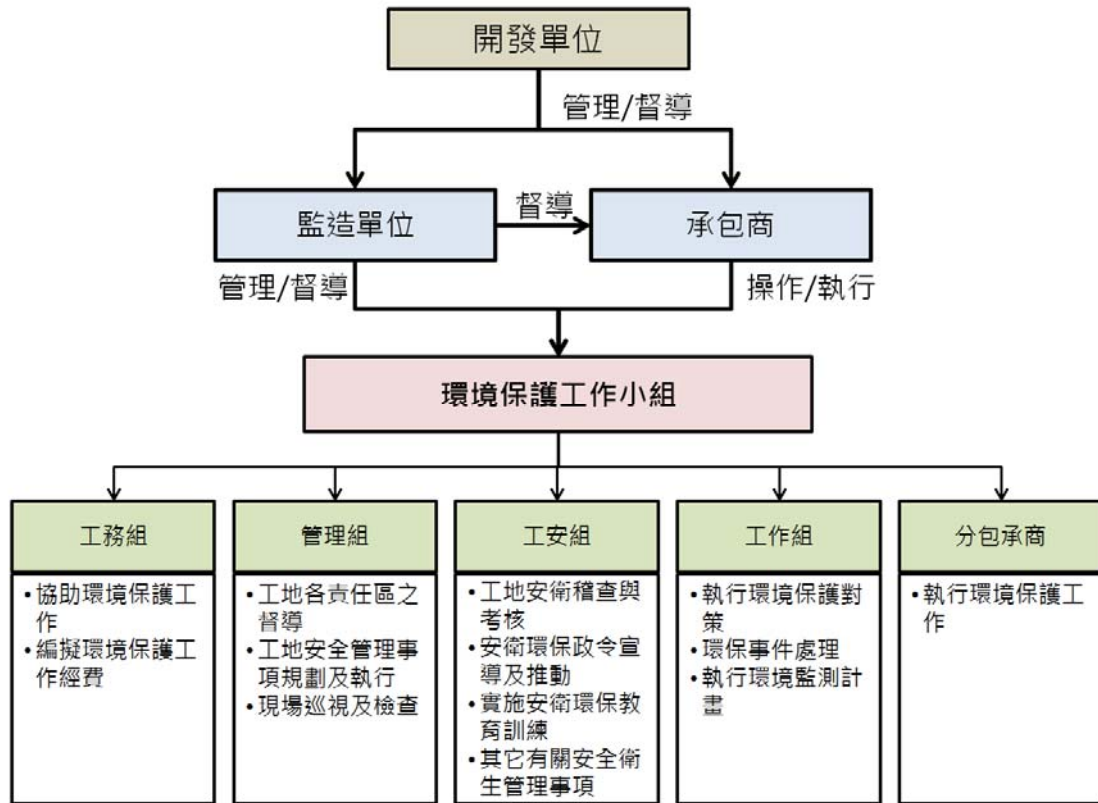 開發單位
管理/督導
監造單位
督導
承包商
管理/督導
操作/執行
環境保護工作小組
工務組
•協助環境保護工
作
•編擬環境保護工
作經費
管理組
•工地各責任區之
督導
•工地安全管理事
項規劃及執行
•現場巡視及檢查
工安組
•工地安衛稽查與
考核
•安衛環保政令宣
導及推動
•實施安衛環保教
育訓練
•其它有關安全衛
生管理事項
工作組
•執行環境保護對
策
•環保事件處理
•執行環境監測計
畫
分包承商
•執行環境保護工
作